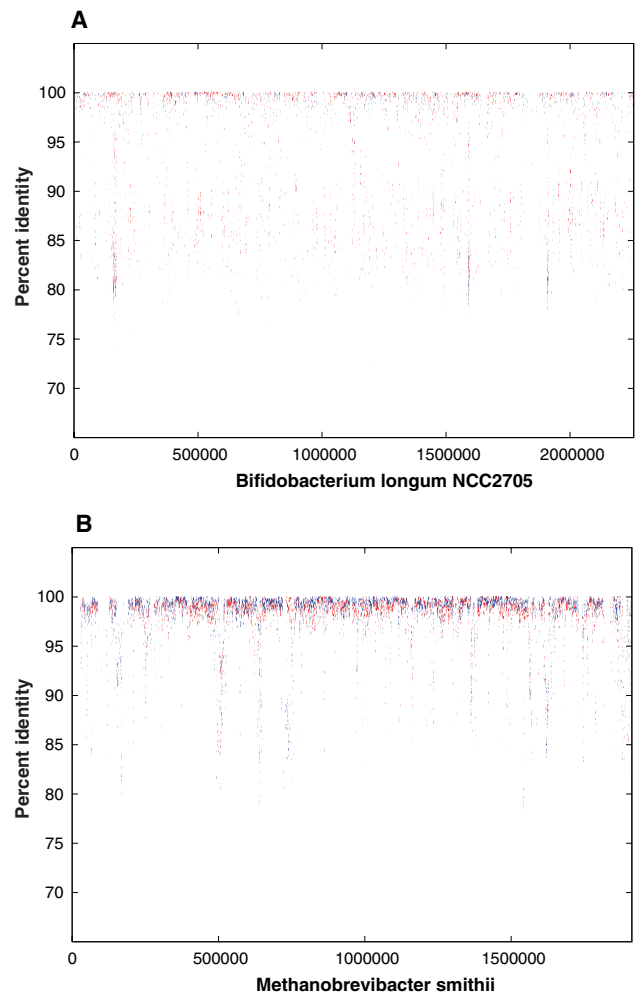 A
Percent identity
100
95
90
85
80
75
70
0 500000 1000000 1500000 2000000
Bifidobacterium longum NCC2705
B
Percent identity
100
95
90
85
80
75
70
0 500000 1000000 1500000
Methanobrevibacter smithii